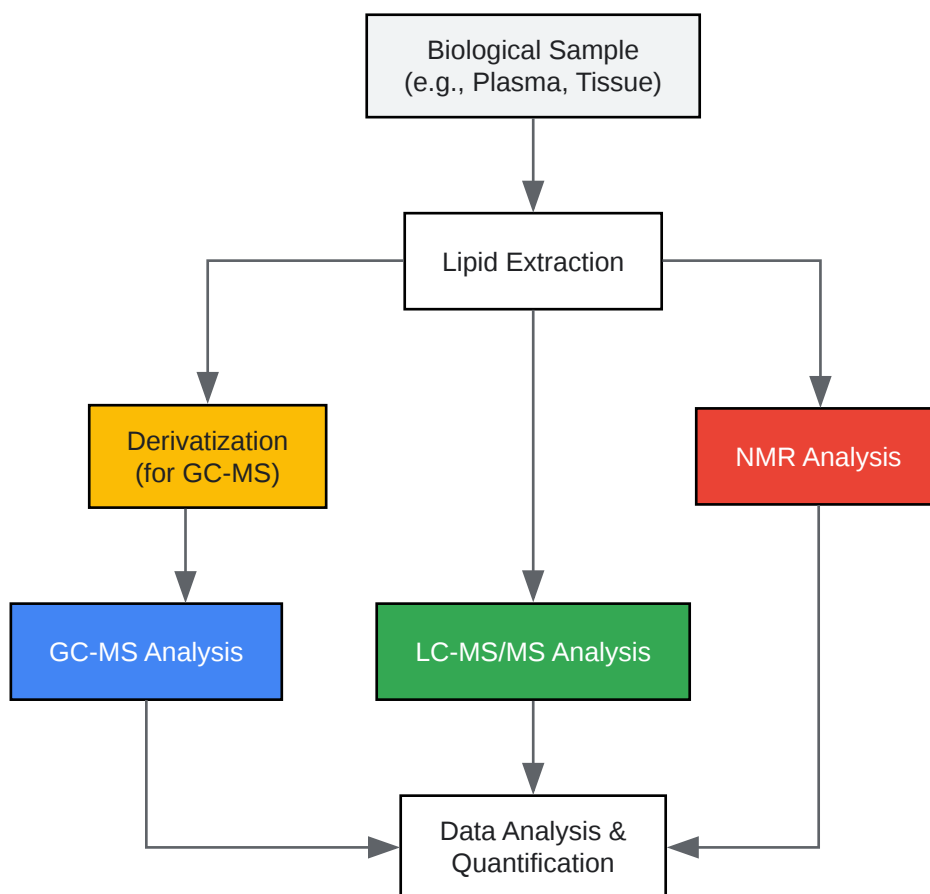 Biological Sample
(e.g., Plasma, Tissue)
Lipid Extraction
Derivatization
(for GC-MS)
NMR Analysis
GC-MS Analysis
LC-MS/MS Analysis
Data Analysis &
Quantification